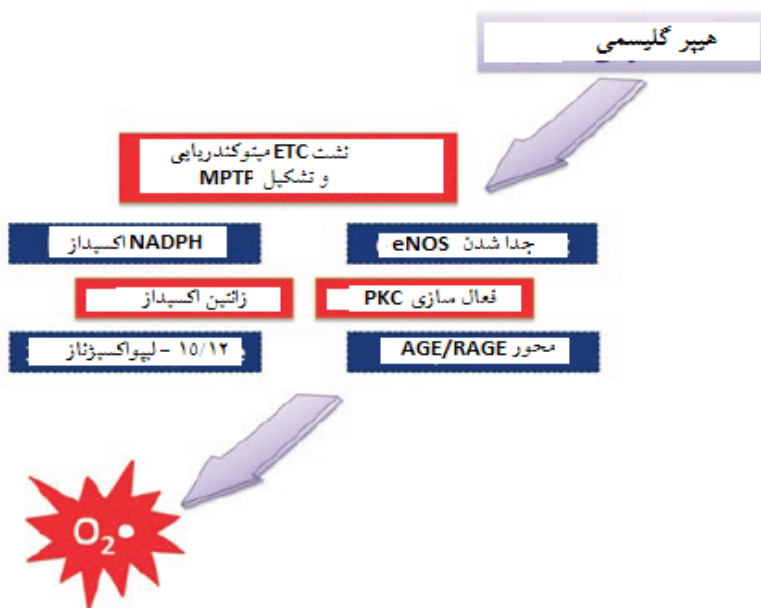 هیپر گلیسمی
نشت ETC میتوکندریایی
و تشکیل MPTP
جدا شدن eNOS
NADPH اکسیداز
فعال سازی PKC
زانتین اکسیداز
محور AGE/RAGE
۱۵/۱۲ - لیپواکسیژناز
O₂•